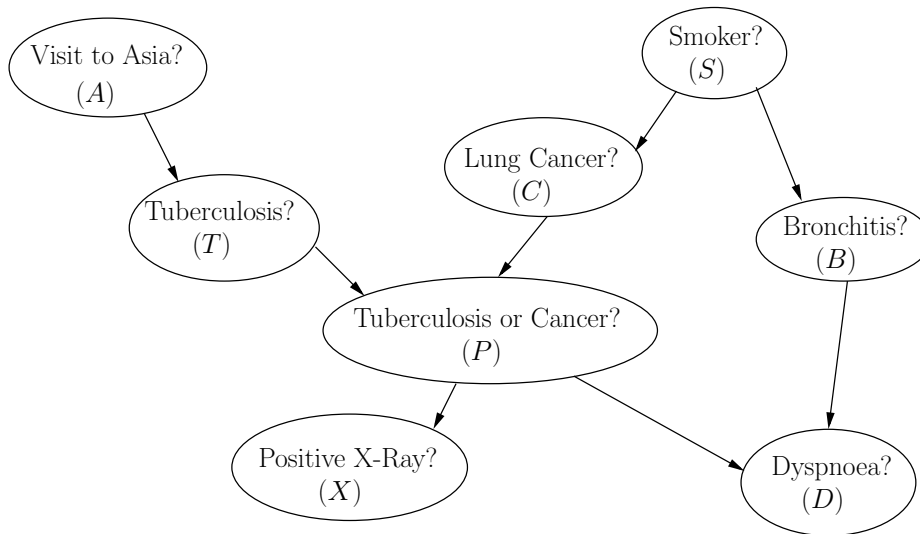 Visit to Asia?
(A)
Smoker?
(S)
Lung Cancer?
(C)
Tuberculosis?
(T)
Bronchitis?
(B)
Tuberculosis or Cancer?
(P)
Positive X-Ray?
(X)
Dyspnoea?
(D)